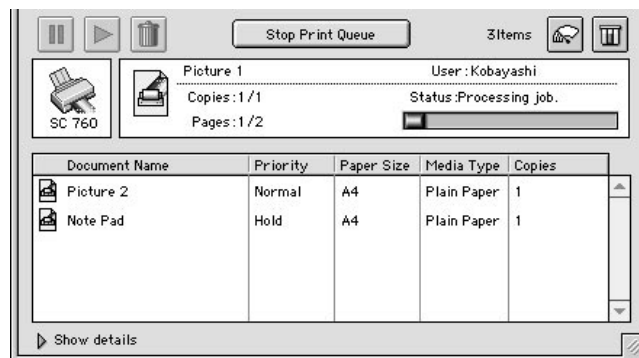 Stop Print Queue 3Items
Picture 1 User:Kobayashi
Copies:1/1 Status:Processing job.
SC 760 Pages:1/2
Document Name Priority Paper Size Media Type Copies
Picture 2 Normal A4 Plain Paper 1
Note Pad Hold A4 Plain Paper 1
Show details